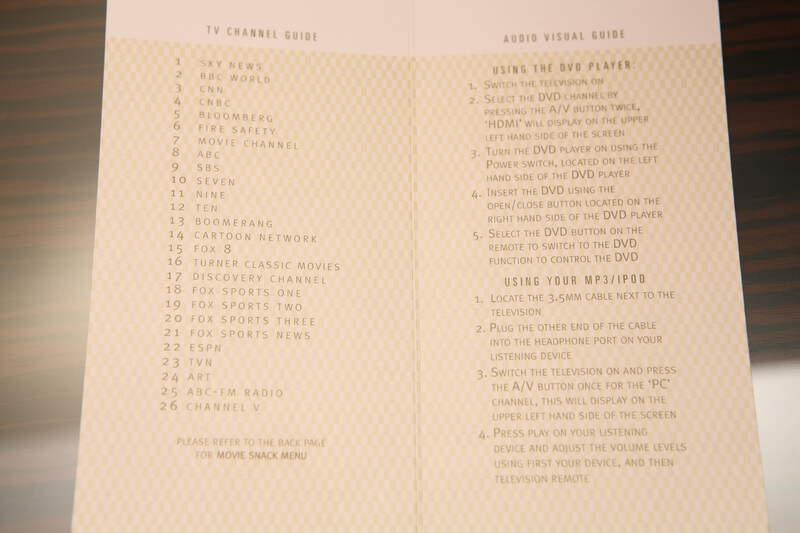 TV CHANNEL GUIDE
1 SKY NEWS
2 BBC WORLD
3 CNN
4 CNBC
5 BLOOMBERG
6 FIRE SAFETY
7 MOVIE CHANNEL
8 ABC
9 SBS
10 SEVEN
11 NINE
12 TEN
13 BOOMERANG
14 CARTOON NETWORK
15 FOX 8
16 TURNER CLASSIC MOVIES
17 DISCOVERY CHANNEL
18 FOX SPORTS ONE
19 FOX SPORTS TWO
20 FOX SPORTS THREE
21 FOX SPORTS NEWS
22 ESPN
23 TVN
24 ART
25 ABC-FM RADIO
26 CHANNEL V
PLEASE REFER TO THE BACK PAGE
FOR MOVIE SNACK MENU
AUDIO VISUAL GUIDE
USING THE DVD PLAYER:
1. SWITCH THE TELEVISION ON
2. SELECT THE DVD CHANNEL BY
PRESSING THE A/V BUTTON TWICE,
'HDMI' WILL DISPLAY ON THE UPPER
LEFT HAND SIDE OF THE SCREEN
3. TURN THE DVD PLAYER ON USING THE
POWER SWITCH, LOCATED ON THE LEFT
HAND SIDE OF THE DVD PLAYER
4. INSERT THE DVD USING THE
OPEN/CLOSE BUTTON LOCATED ON THE
RIGHT HAND SIDE OF THE DVD PLAYER
5. SELECT THE DVD BUTTON ON THE
REMOTE TO SWITCH TO THE DVD
FUNCTION TO CONTROL THE DVD
USING YOUR MP3/IPOD
1. LOCATE THE 3.5MM CABLE NEXT TO THE
TELEVISION
2. PLUG THE OTHER END OF THE CABLE
INTO THE HEADPHONE PORT ON YOUR
LISTENING DEVICE
3. SWITCH THE TELEVISION ON AND PRESS
THE A/V BUTTON ONCE FOR THE 'PC'
CHANNEL, THIS WILL DISPLAY ON THE
UPPER LEFT HAND SIDE OF THE SCREEN
4. PRESS PLAY ON YOUR LISTENING
DEVICE AND ADJUST THE VOLUME LEVELS
USING FIRST YOUR DEVICE, AND THEN
TELEVISION REMOTE